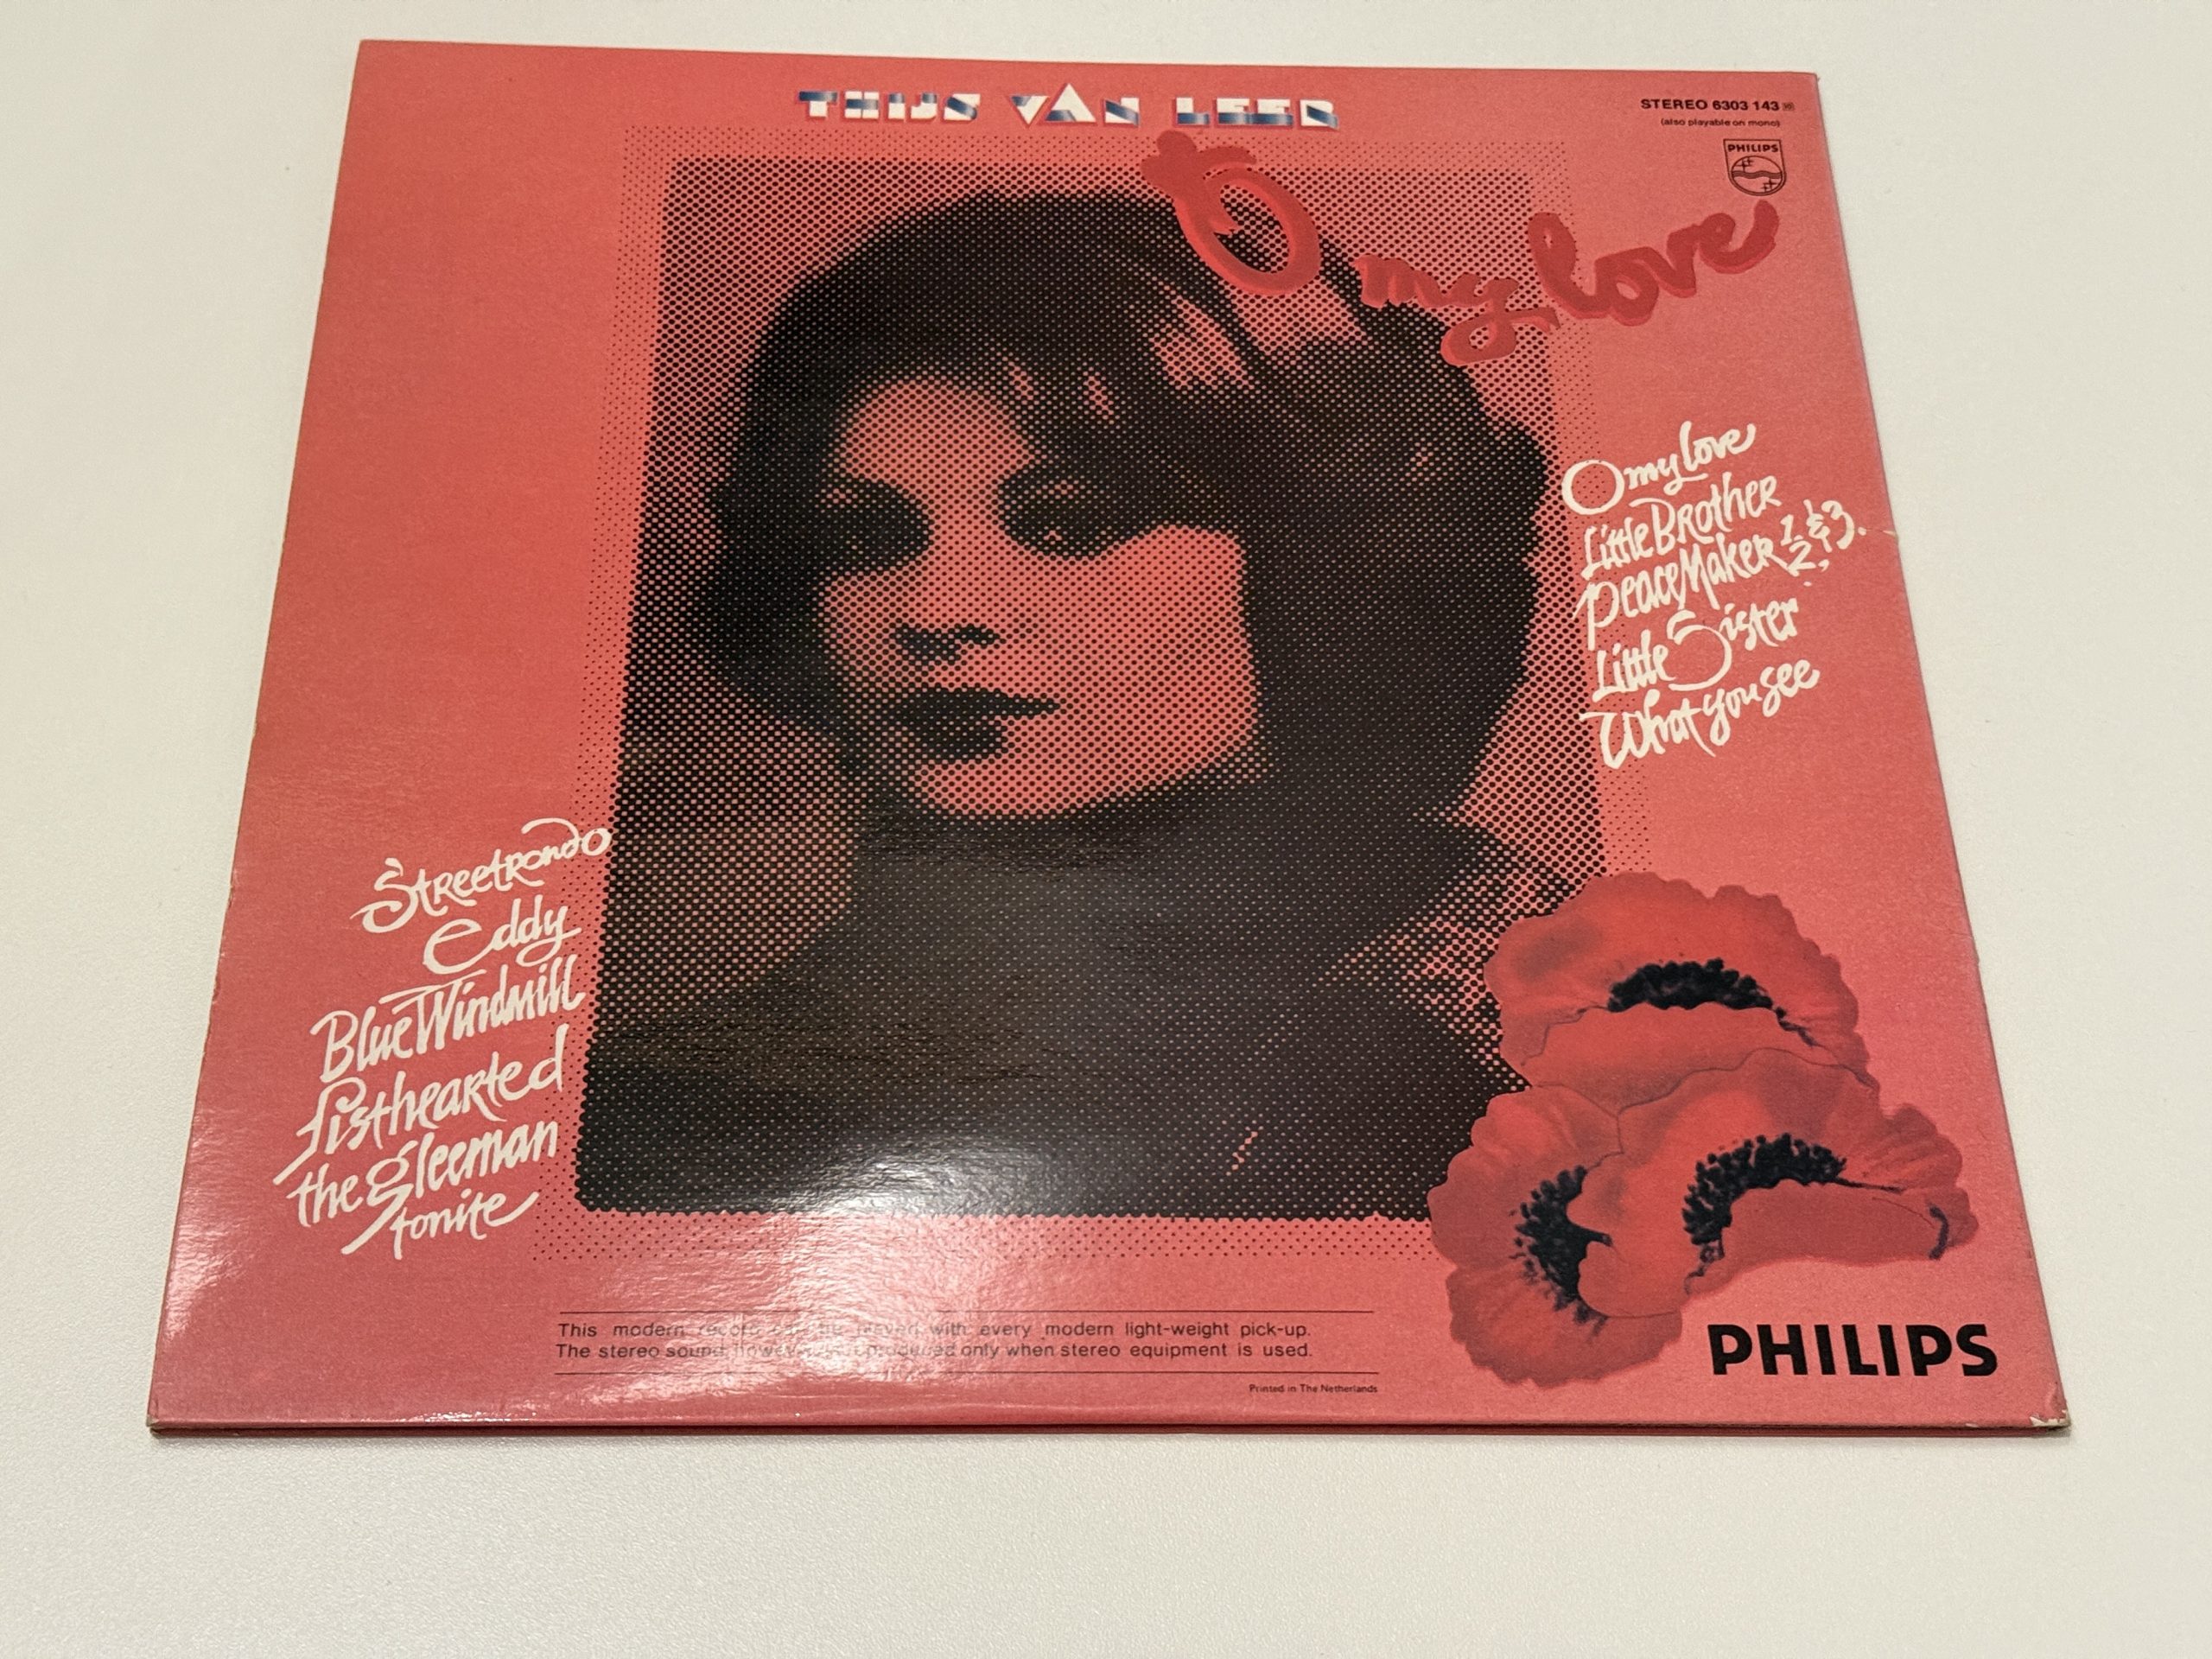 THIJS VAN LEER
STEREO 6303 143
(also playable on mono)
PHILIPS
O my love
O my love
Little Brother
PeaceMaker 1, 2, & 3.
Little Sister
What you see
Streetrondo
Eddy
Blue Windmill
Fisthearted
the gleeman
tonite
This modern record can be played with every modern light-weight pick-up.
The stereo sound, however, reproduced only when stereo equipment is used.
Printed in The Netherlands
PHILIPS